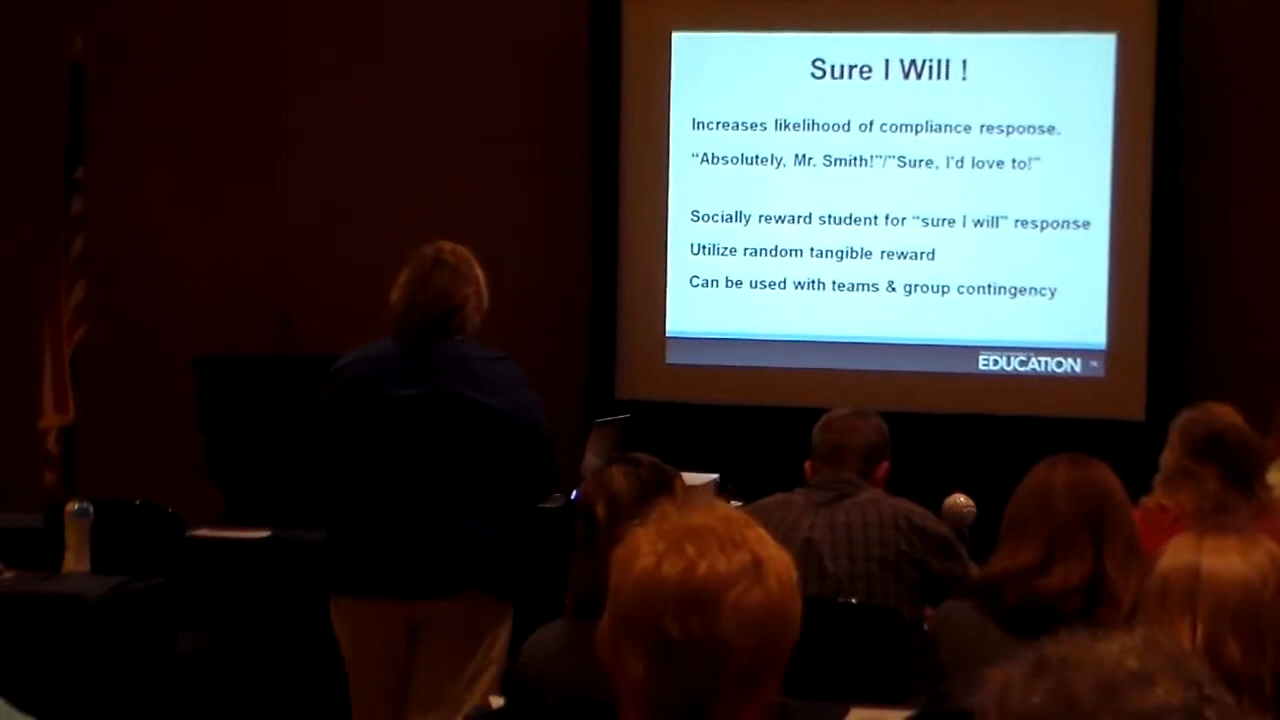 Sure I Will !
Increases likelihood of compliance response.
“Absolutely, Mr. Smith!”/”Sure, I’d love to!”
Socially reward student for “sure I will” response
Utilize random tangible reward
Can be used with teams & group contingency
EDUCATION